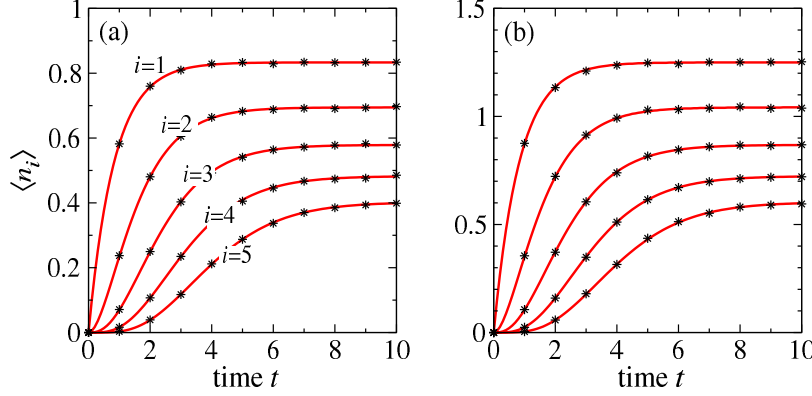 (a)
1
0.8
0.6
0.4
0.2
0
⟨n_i⟩
i=1
i=2
i=3
i=4
i=5
0 2 4 6 8 10
time t
(b)
1.5
1
0.5
0
0 2 4 6 8 10
time t